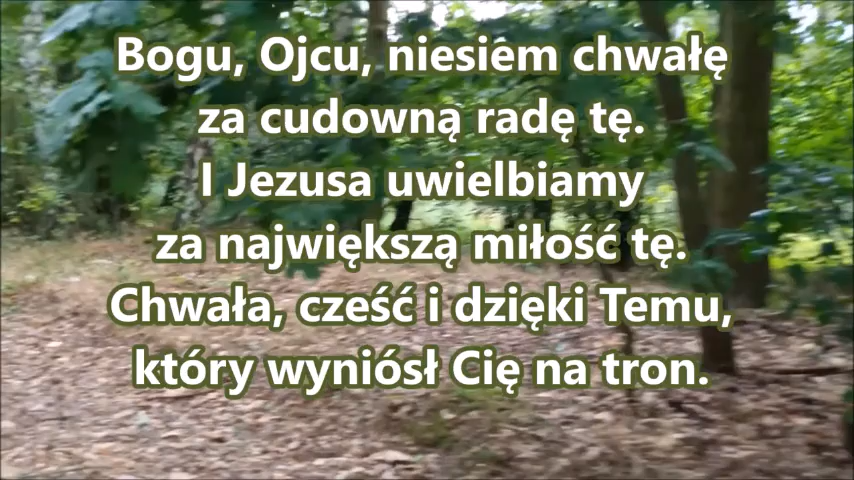 Bogu, Ojcu, niesiem chwałę
za cudowną radę tę.
I Jezusa uwielbiamy
za największą miłość tę.
Chwała, cześć i dzięki Temu,
który wyniósł Cię na tron.